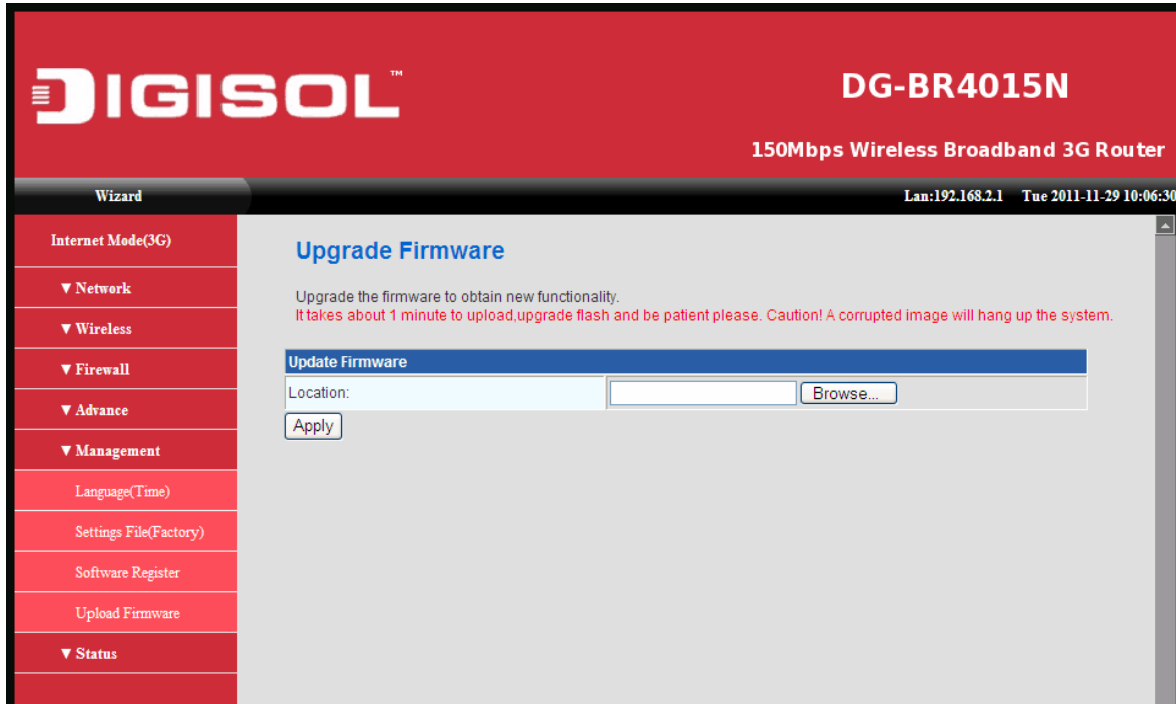 DIGISOL™
DG-BR4015N
150Mbps Wireless Broadband 3G Router
Wizard
Lan:192.168.2.1 Tue 2011-11-29 10:06:30
Internet Mode(3G)
▼ Network
▼ Wireless
▼ Firewall
▼ Advance
▼ Management
Language(Time)
Settings File(Factory)
Software Register
Upload Firmware
▼ Status
Upgrade Firmware
Upgrade the firmware to obtain new functionality.
It takes about 1 minute to upload,upgrade flash and be patient please. Caution! A corrupted image will hang up the system.
Update Firmware
Location:
Browse...
Apply